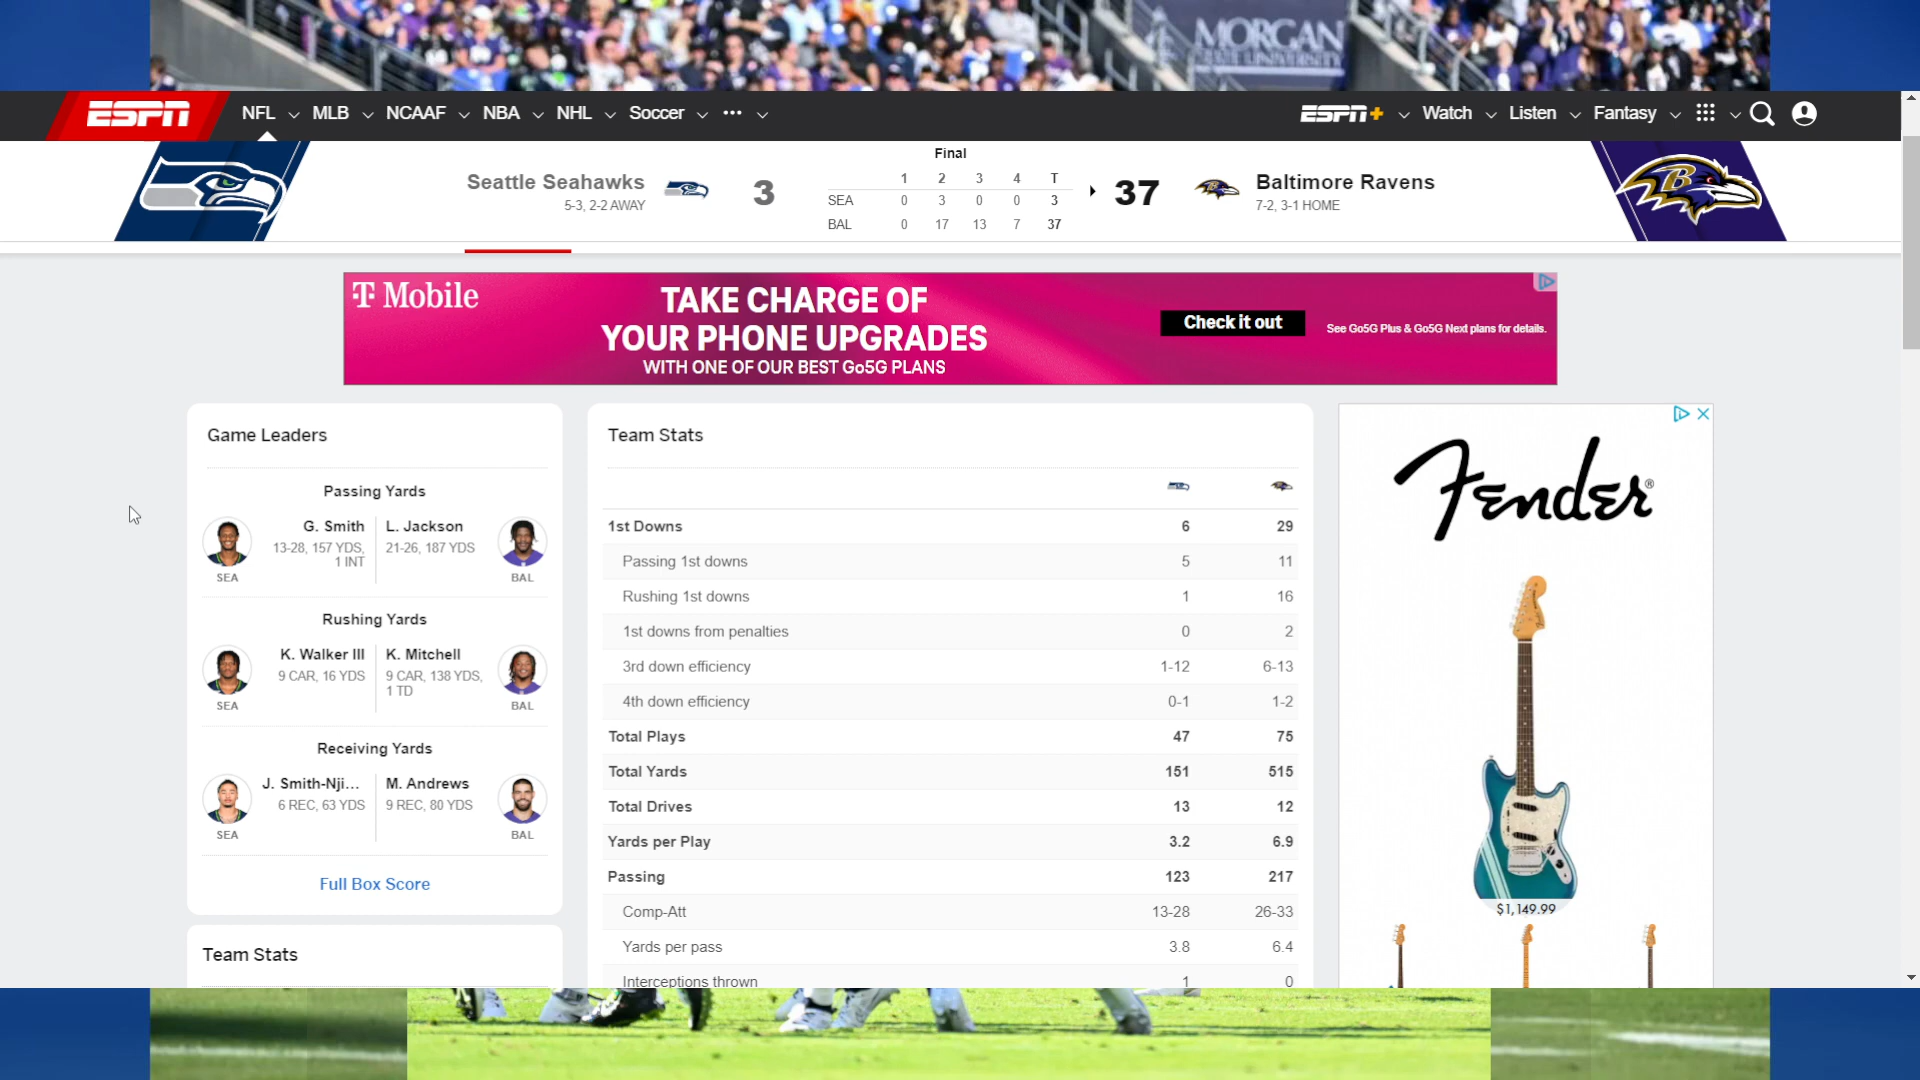 MORGAN
STATE UNIVERSITY
ESPN NFL MLB NCAAF NBA NHL Soccer ••• ESPN+ Watch Listen Fantasy
Final
Seattle Seahawks
5-3, 2-2 AWAY
3
1 2 3 4 T
SEA 0 3 0 0 3
BAL 0 17 13 7 37
37
Baltimore Ravens
7-2, 3-1 HOME
T Mobile
TAKE CHARGE OF
YOUR PHONE UPGRADES
WITH ONE OF OUR BEST Go5G PLANS
Check it out
See Go5G Plus & Go5G Next plans for details.
Game Leaders
Passing Yards
G. Smith L. Jackson
13-28, 157 YDS, 21-26, 187 YDS
1 INT
SEA BAL
Rushing Yards
K. Walker III K. Mitchell
9 CAR, 16 YDS 9 CAR, 138 YDS,
1 TD
SEA BAL
Receiving Yards
J. Smith-Nji... M. Andrews
6 REC, 63 YDS 9 REC, 80 YDS
SEA BAL
Full Box Score
Team Stats
Team Stats
1st Downs 6 29
Passing 1st downs 5 11
Rushing 1st downs 1 16
1st downs from penalties 0 2
3rd down efficiency 1-12 6-13
4th down efficiency 0-1 1-2
Total Plays 47 75
Total Yards 151 515
Total Drives 13 12
Yards per Play 3.2 6.9
Passing 123 217
Comp-Att 13-28 26-33
Yards per pass 3.8 6.4
Interceptions thrown 1 0
Fender®
$1,149.99